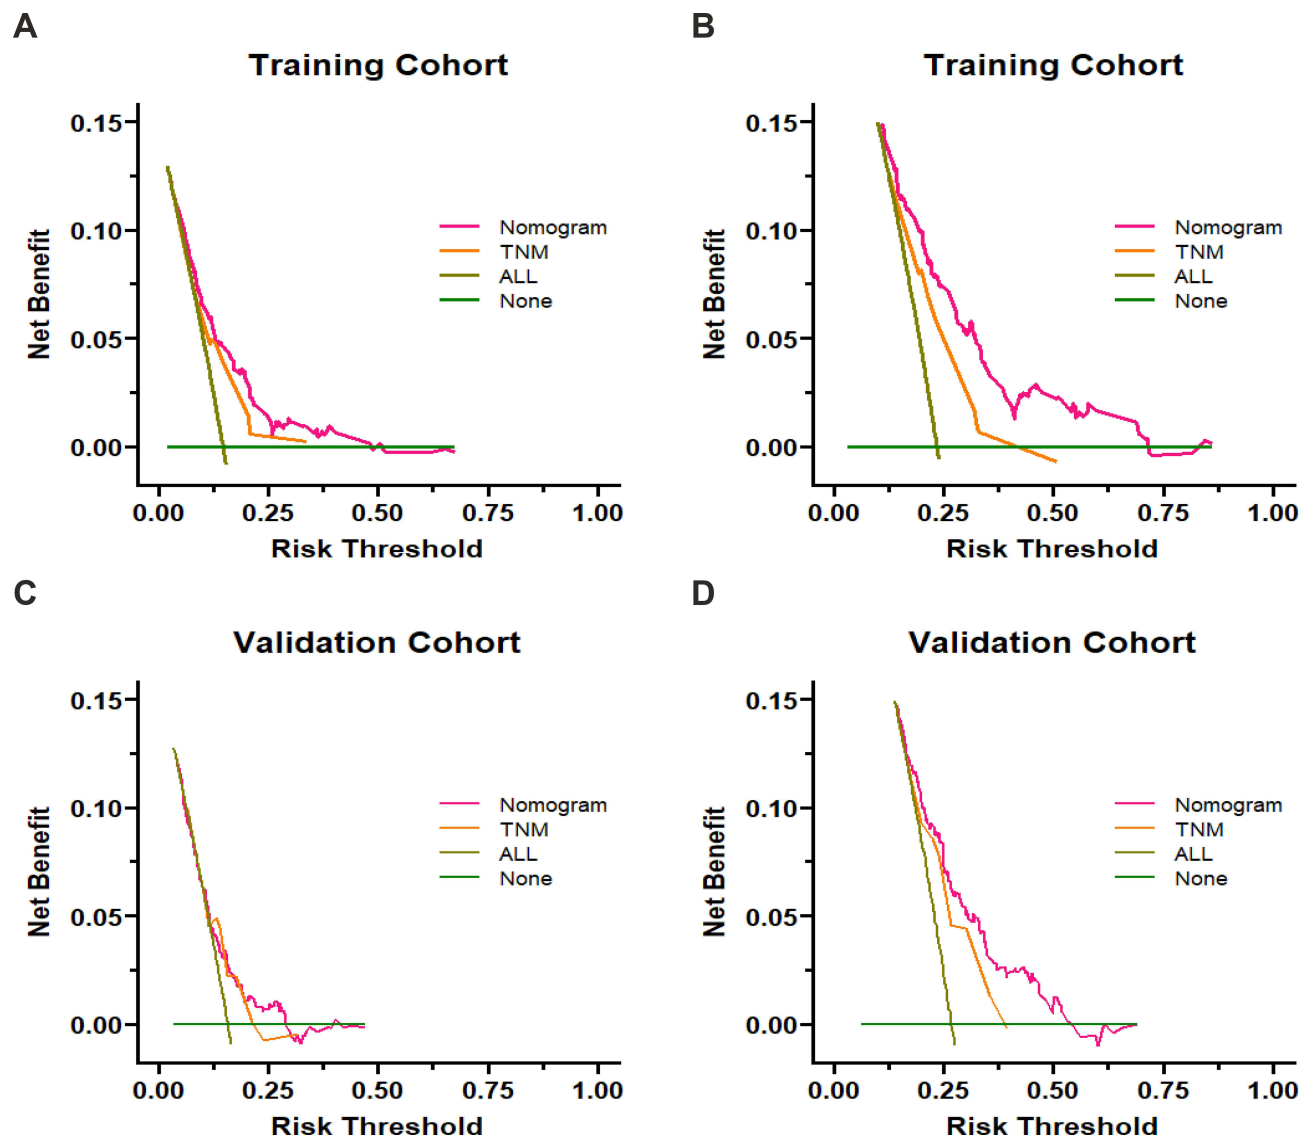 A
Training Cohort
Net Benefit
0.15
0.10
0.05
0.00
Nomogram
TNM
ALL
None
0.00 0.25 0.50 0.75 1.00
Risk Threshold
B
Training Cohort
Net Benefit
0.15
0.10
0.05
0.00
Nomogram
TNM
ALL
None
0.00 0.25 0.50 0.75 1.00
Risk Threshold
C
Validation Cohort
Net Benefit
0.15
0.10
0.05
0.00
Nomogram
TNM
ALL
None
0.00 0.25 0.50 0.75 1.00
Risk Threshold
D
Validation Cohort
Net Benefit
0.15
0.10
0.05
0.00
Nomogram
TNM
ALL
None
0.00 0.25 0.50 0.75 1.00
Risk Threshold